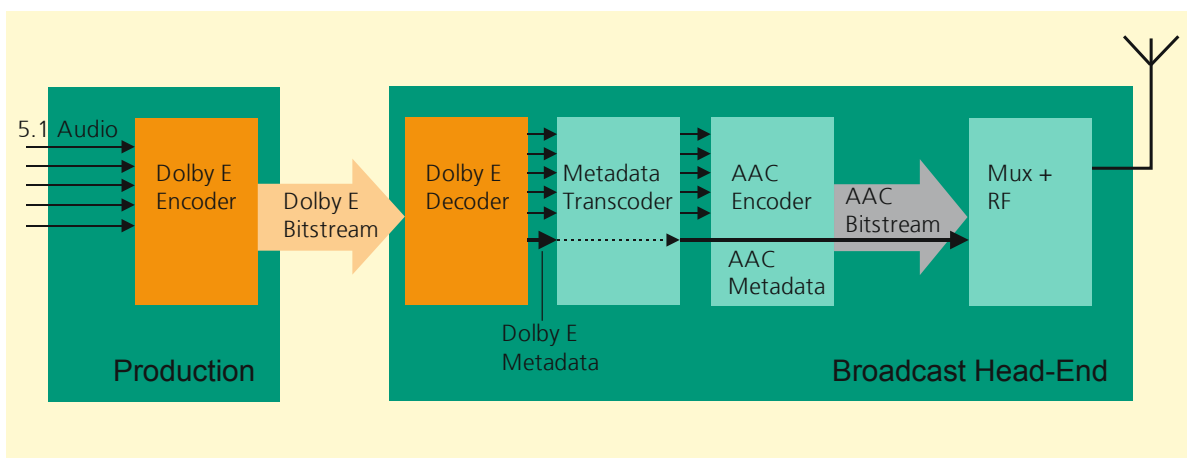 5.1 Audio
Dolby E
Encoder
Dolby E
Bitstream
Production
Dolby E
Decoder
Dolby E
Metadata
Metadata
Transcoder
AAC
Encoder
AAC
Metadata
AAC
Bitstream
Mux +
RF
Broadcast Head-End